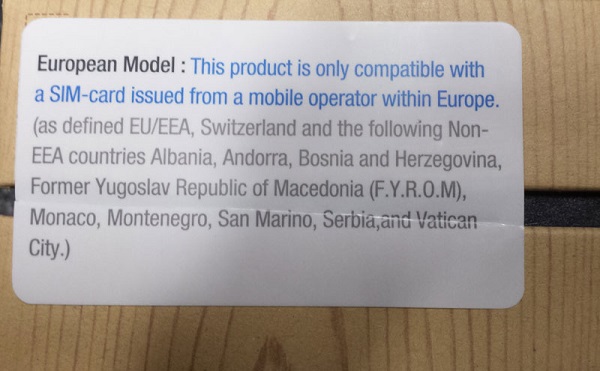 European Model : This product is only compatible with
a SIM-card issued from a mobile operator within Europe.
(as defined EU/EEA, Switzerland and the following Non-
EEA countries Albania, Andorra, Bosnia and Herzegovina,
Former Yugoslav Republic of Macedonia (F.Y.R.O.M),
Monaco, Montenegro, San Marino, Serbia,and Vatican
City.)